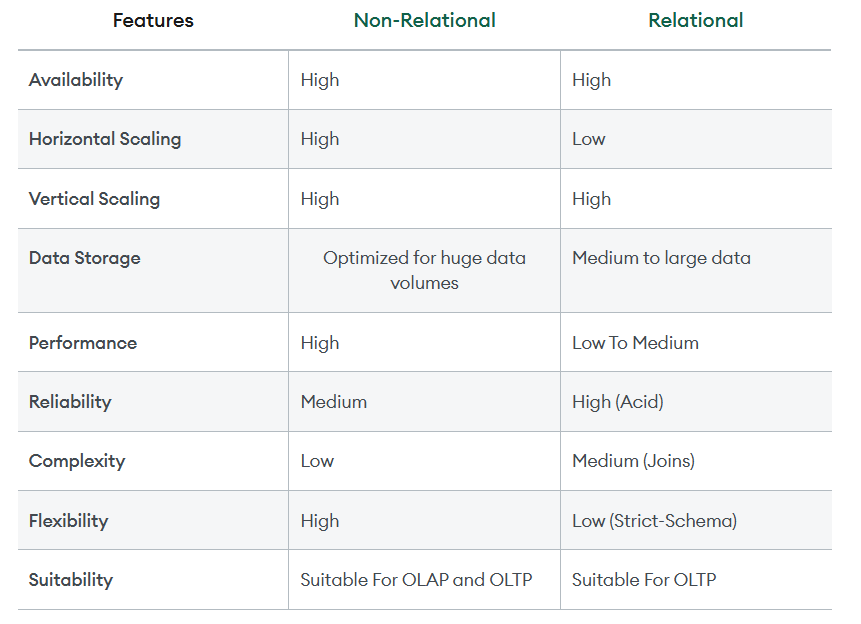 Features Non-Relational Relational
Availability High High
Horizontal Scaling High Low
Vertical Scaling High High
Data Storage Optimized for huge data volumes Medium to large data
Performance High Low To Medium
Reliability Medium High (Acid)
Complexity Low Medium (Joins)
Flexibility High Low (Strict-Schema)
Suitability Suitable For OLAP and OLTP Suitable For OLTP